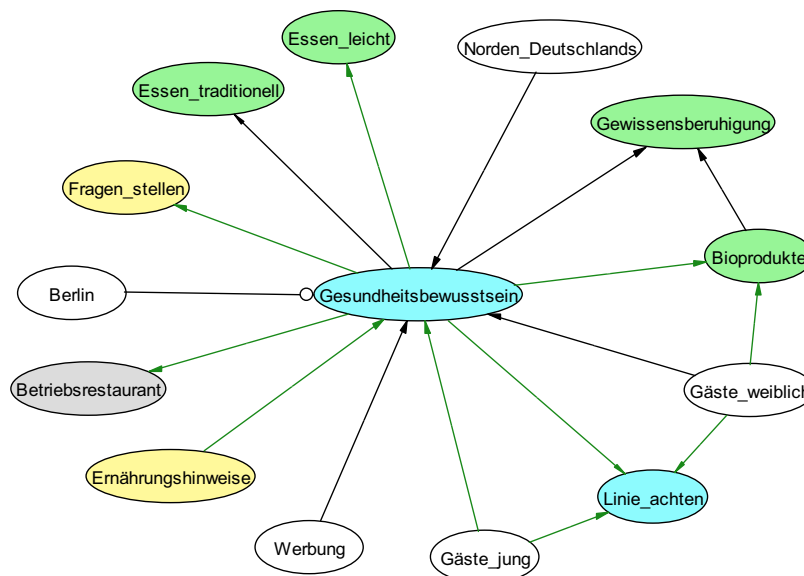 Essen_leicht
Norden_Deutschlands
Essen_traditionell
Gewissensberuhigung
Fragen_stellen
Bioprodukte
Berlin
Gesundheitsbewusstsein
Betriebsrestaurant
Gäste_weiblich
Ernährungshinweise
Linie_achten
Werbung
Gäste_jung